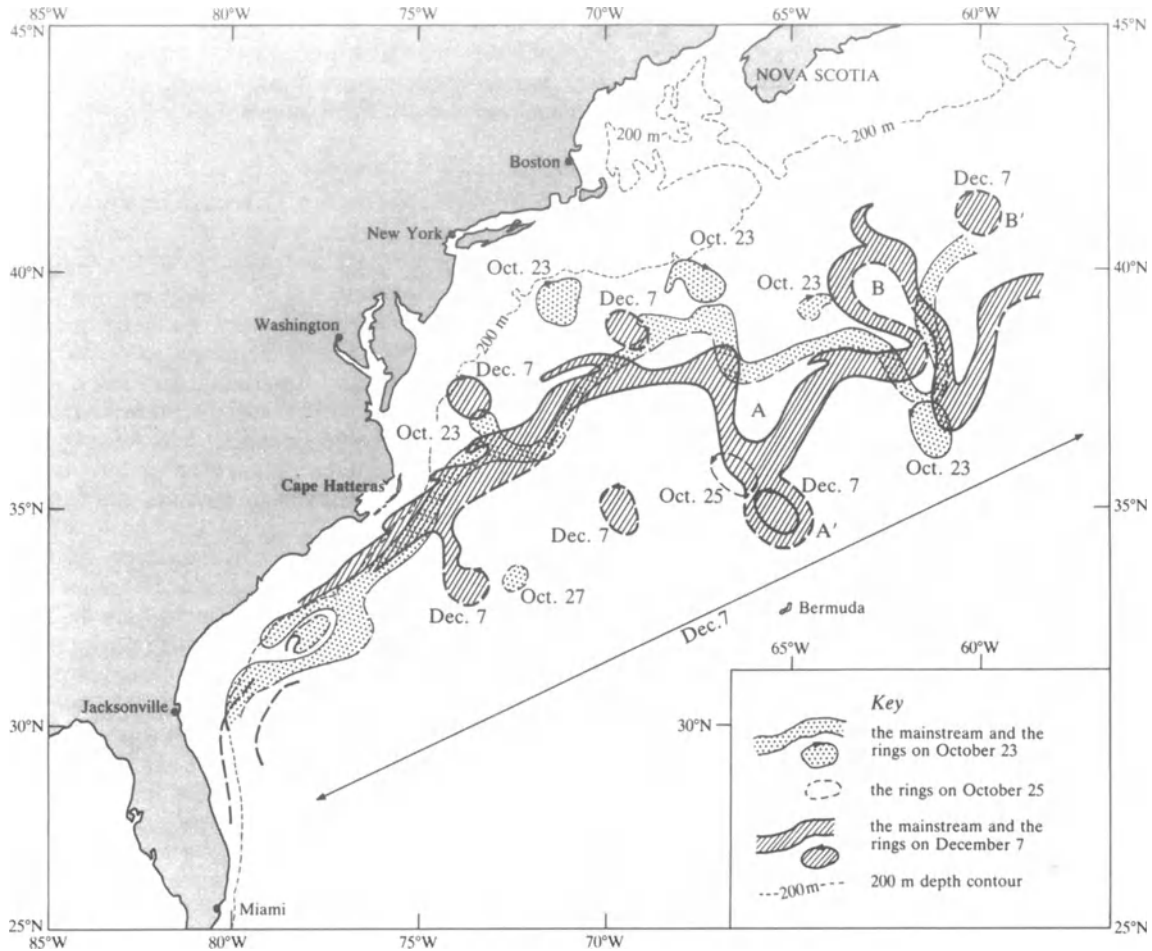 85°W 80°W 75°W 70°W 65°W 60°W
45°N 45°N
NOVA SCOTIA
200 m
200 m
Boston
Dec. 7
B'
New York
Oct. 23
Oct. 23
40°N 40°N
Oct. 23
B
Dec. 7
Washington
200 m
Dec. 7
A
Oct. 23
Oct. 23
Cape Hatteras
Oct. 25
Dec. 7
35°N 35°N
A'
Dec. 7
Dec. 7
Oct. 27
Bermuda
Dec. 7
65°W 60°W
Jacksonville
30°N
30°N
Key
the mainstream and the
rings on October 23
the rings on October 25
the mainstream and the
rings on December 7
200 m
200 m depth contour
Miami
25°N 25°N
85°W 80°W 75°W 70°W